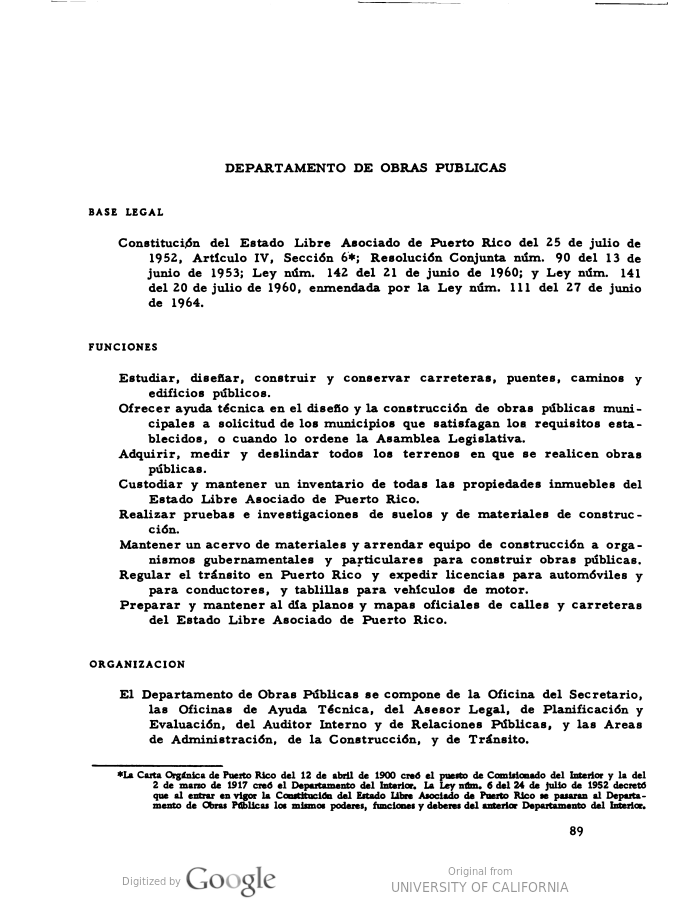 DEPARTAMENTO DE OBRAS PUBLICAS
BASE LEGAL
Constitución del Estado Libre Asociado de Puerto Rico del 25 de julio de
1952, Artículo IV, Sección 6*; Resolución Conjunta núm. 90 del 13 de
junio de 1953; Ley núm. 142 del 21 de junio de 1960; y Ley núm. 141
del 20 de julio de 1960, enmendada por la Ley núm. 111 del 27 de junio
de 1964.
FUNCIONES
Estudiar, diseñar, construir y conservar carreteras, puentes, caminos y
edificios públicos.
Ofrecer ayuda técnica en el diseño y la construcción de obras públicas muni-
cipales a solicitud de los municipios que satisfagan los requisitos esta-
blecidos, o cuando lo ordene la Asamblea Legislativa.
Adquirir, medir y deslindar todos los terrenos en que se realicen obras
públicas.
Custodiar y mantener un inventario de todas las propiedades inmuebles del
Estado Libre Asociado de Puerto Rico.
Realizar pruebas e investigaciones de suelos y de materiales de construc-
ción.
Mantener un acervo de materiales y arrendar equipo de construcción a orga-
nismos gubernamentales y particulares para construir obras públicas.
Regular el tránsito en Puerto Rico y expedir licencias para automóviles y
para conductores, y tablillas para vehículos de motor.
Preparar y mantener al día planos y mapas oficiales de calles y carreteras
del Estado Libre Asociado de Puerto Rico.
ORGANIZACION
El Departamento de Obras Públicas se compone de la Oficina del Secretario,
las Oficinas de Ayuda Técnica, del Asesor Legal, de Planificación y
Evaluación, del Auditor Interno y de Relaciones Públicas, y las Areas
de Administración, de la Construcción, y de Tránsito.
*La Carta Orgánica de Puerto Rico del 12 de abril de 1900 creó el puesto de Comisionado del Interior y la del
2 de marzo de 1917 creó el Departamento del Interior. La Ley núm. 6 del 24 de julio de 1952 decretó
que al entrar en vigor la Constitución del Estado Libre Asociado de Puerto Rico se pasaran al Departa-
mento de Obras Públicas los mismos poderes, funciones y deberes del anterior Departamento del Interior.
89
Digitized by Google
Original from
UNIVERSITY OF CALIFORNIA